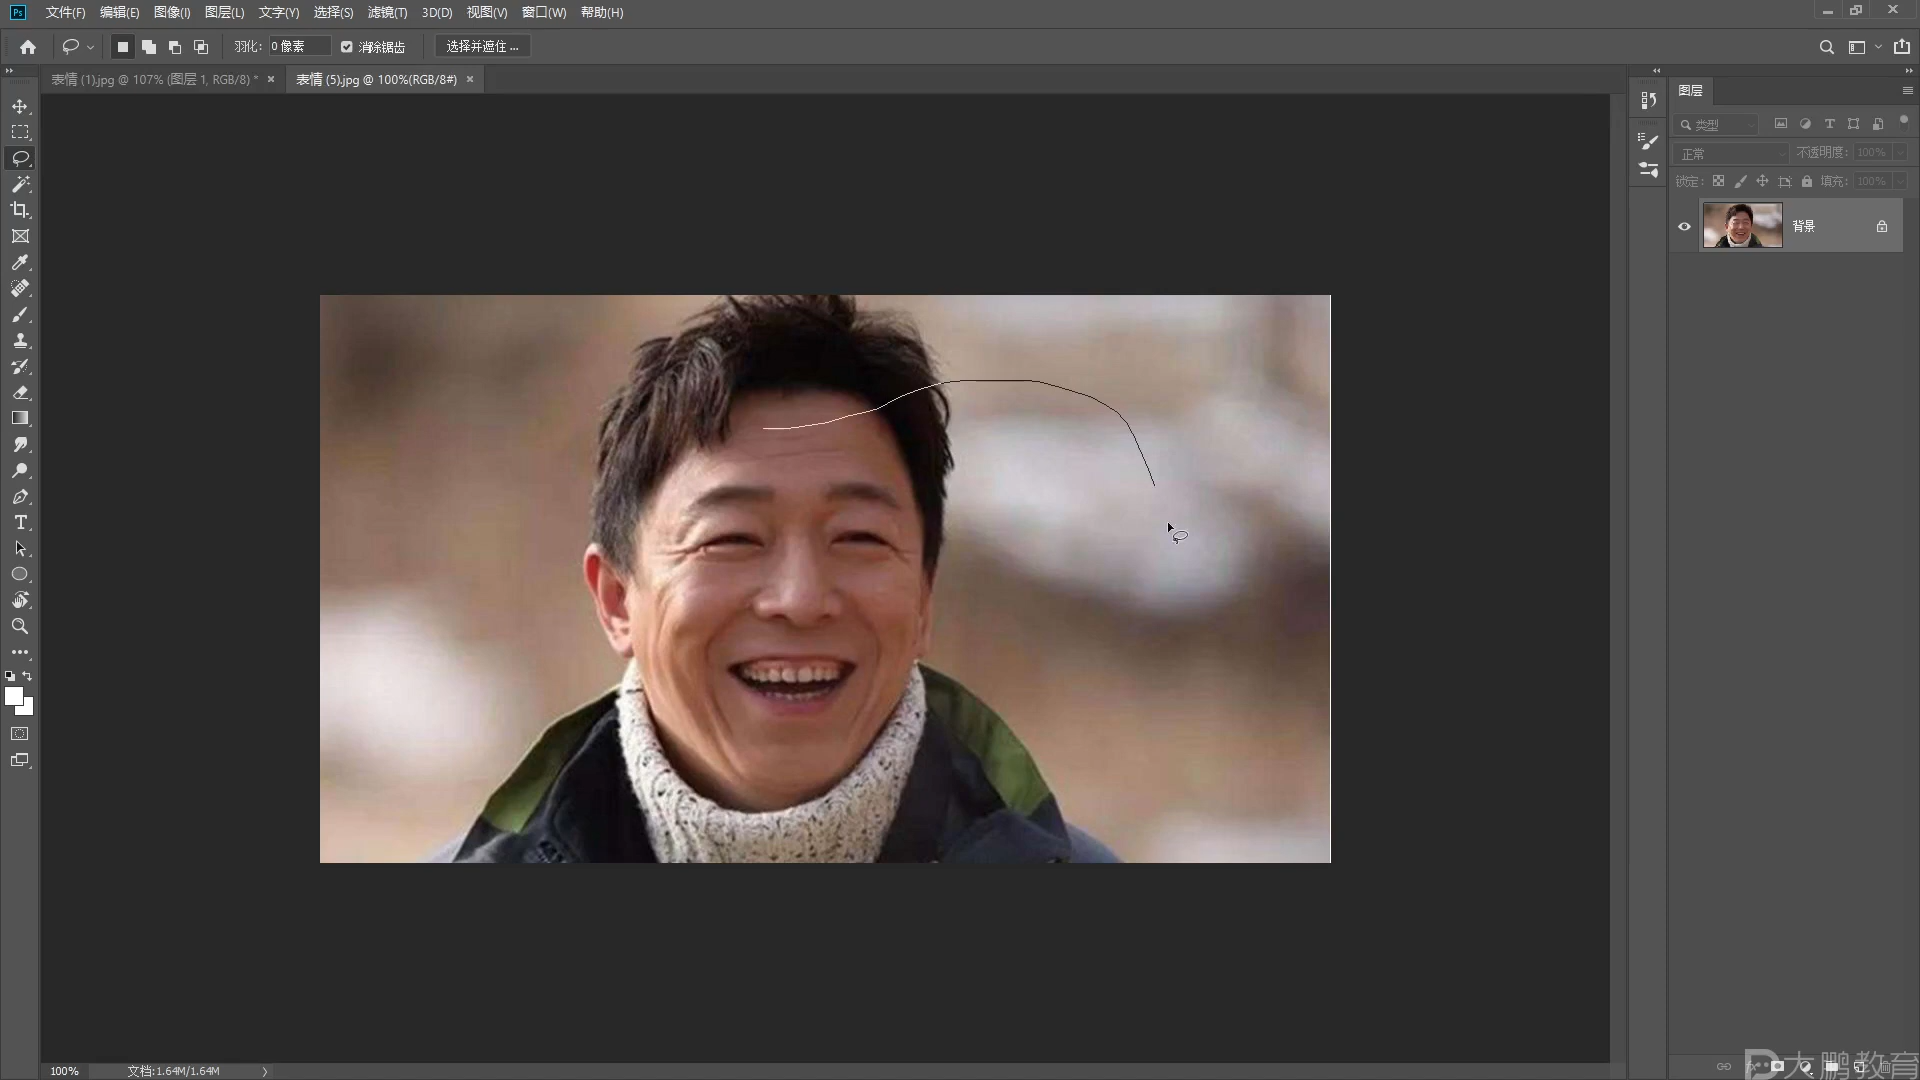 Ps 文件(F) 编辑(E) 图像(I) 图层(L) 文字(Y) 选择(S) 滤镜(T) 3D(D) 视图(V) 窗口(W) 帮助(H)
羽化: 0 像素 消除锯齿 选择并遮住 ...
表情 (1).jpg @ 107% (图层 1, RGB/8) * × 表情 (5).jpg @ 100%(RGB/8#) ×
图层
类型
正常 不透明度: 100%
锁定: 填充: 100%
背景
100% 文档:1.64M/1.64M
大鹏教育